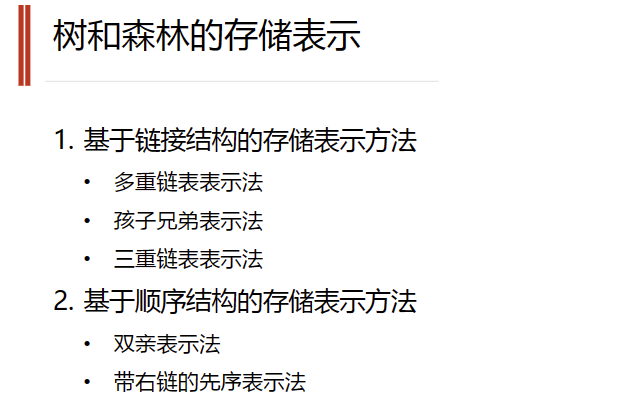 树和森林的存储表示
1. 基于链接结构的存储表示方法
• 多重链表表示法
• 孩子兄弟表示法
• 三重链表表示法
2. 基于顺序结构的存储表示方法
• 双亲表示法
• 带右链的先序表示法